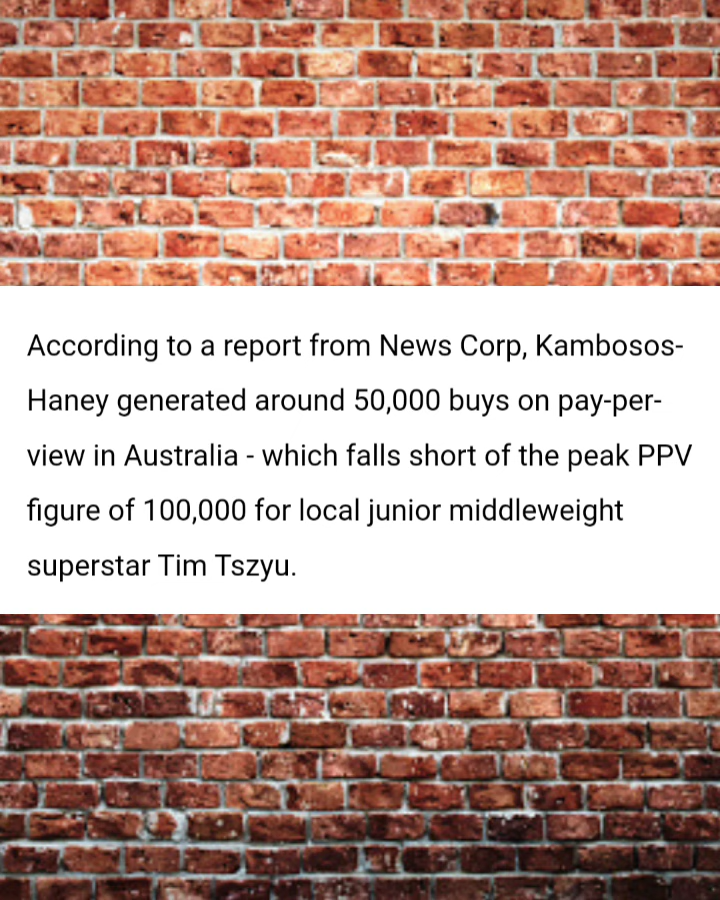 According to a report from News Corp, Kambosos-
Haney generated around 50,000 buys on pay-per-
view in Australia - which falls short of the peak PPV
figure of 100,000 for local junior middleweight
superstar Tim Tszyu.